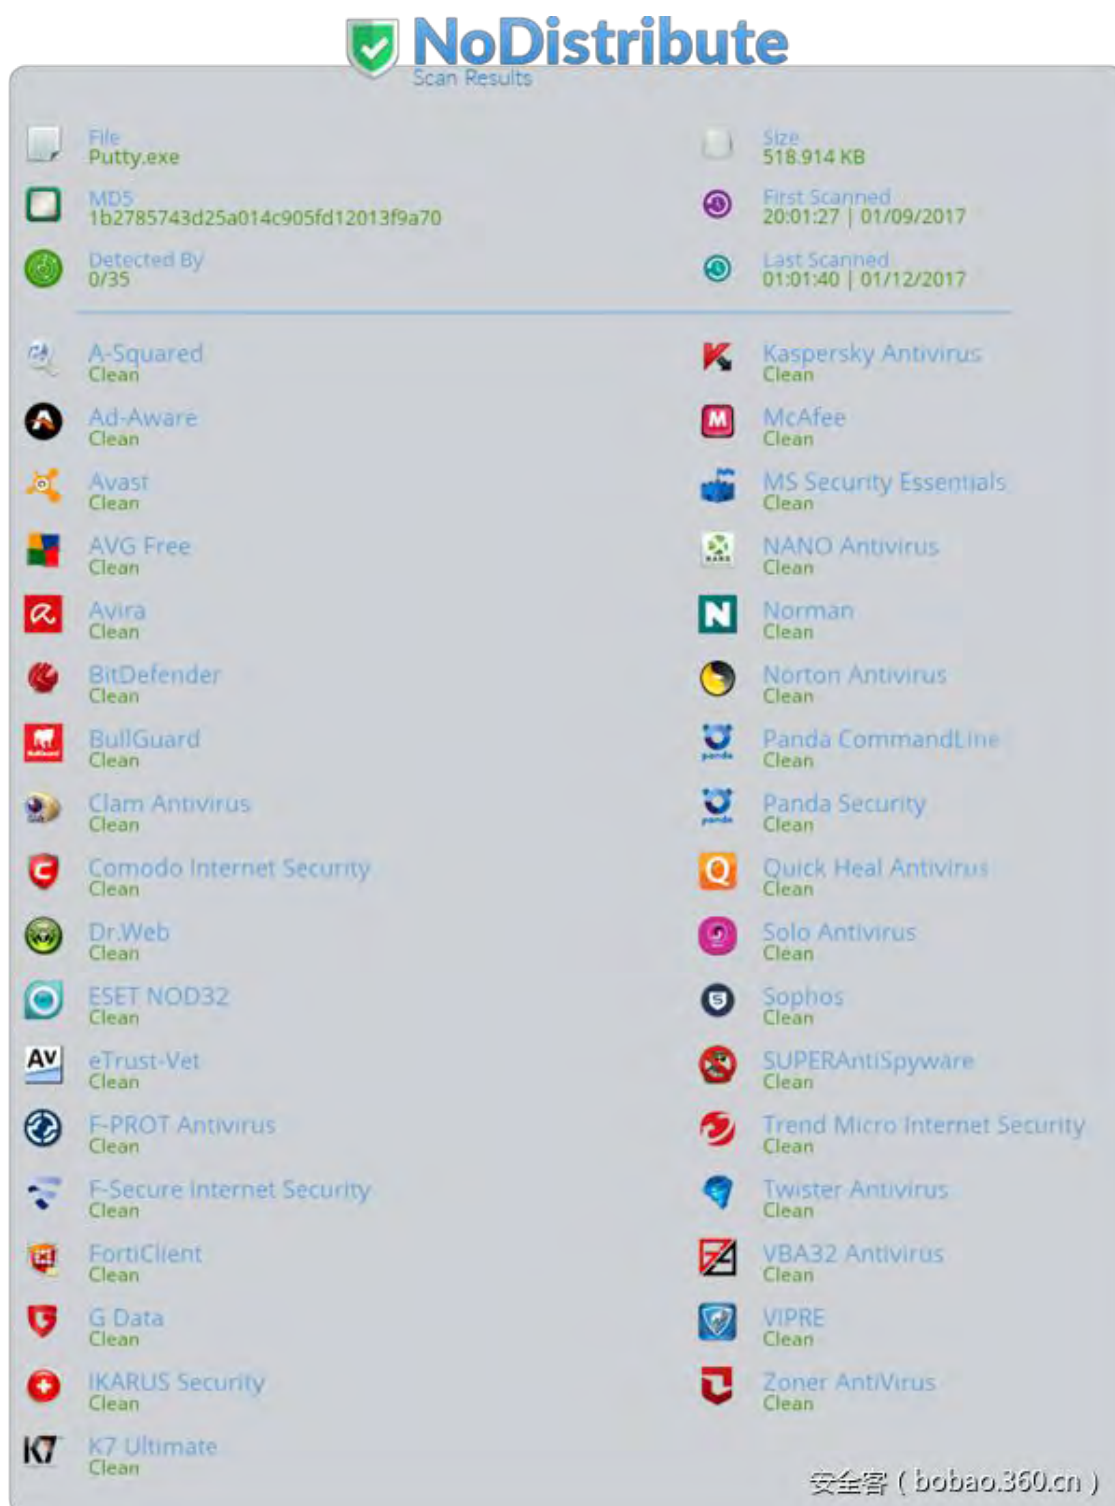 NoDistribute
Scan Results
File
Putty.exe
Size
518.914 KB
MD5
1b2785743d25a014c905fd12013f9a70
First Scanned
20:01:27 | 01/09/2017
Detected By
0/35
Last Scanned
01:01:40 | 01/12/2017
A-Squared
Clean
Ad-Aware
Clean
Avast
Clean
AVG Free
Clean
Avira
Clean
BitDefender
Clean
BullGuard
Clean
Clam Antivirus
Clean
Comodo Internet Security
Clean
Dr.Web
Clean
ESET NOD32
Clean
AV
eTrust-Vet
Clean
F-PROT Antivirus
Clean
F-Secure Internet Security
Clean
FortiClient
Clean
G Data
Clean
IKARUS Security
Clean
K7
K7 Ultimate
Clean
Kaspersky Antivirus
Clean
McAfee
Clean
MS Security Essentials
Clean
NANO Antivirus
Clean
Norman
Clean
Norton Antivirus
Clean
panda
Panda CommandLine
Clean
panda
Panda Security
Clean
Quick Heal Antivirus
Clean
Solo Antivirus
Clean
Sophos
Clean
SUPERAntiSpyware
Clean
Trend Micro Internet Security
Clean
Twister Antivirus
Clean
VBA32 Antivirus
Clean
VIPRE
Clean
Zoner AntiVirus
Clean
安全客（bobao.360.cn）